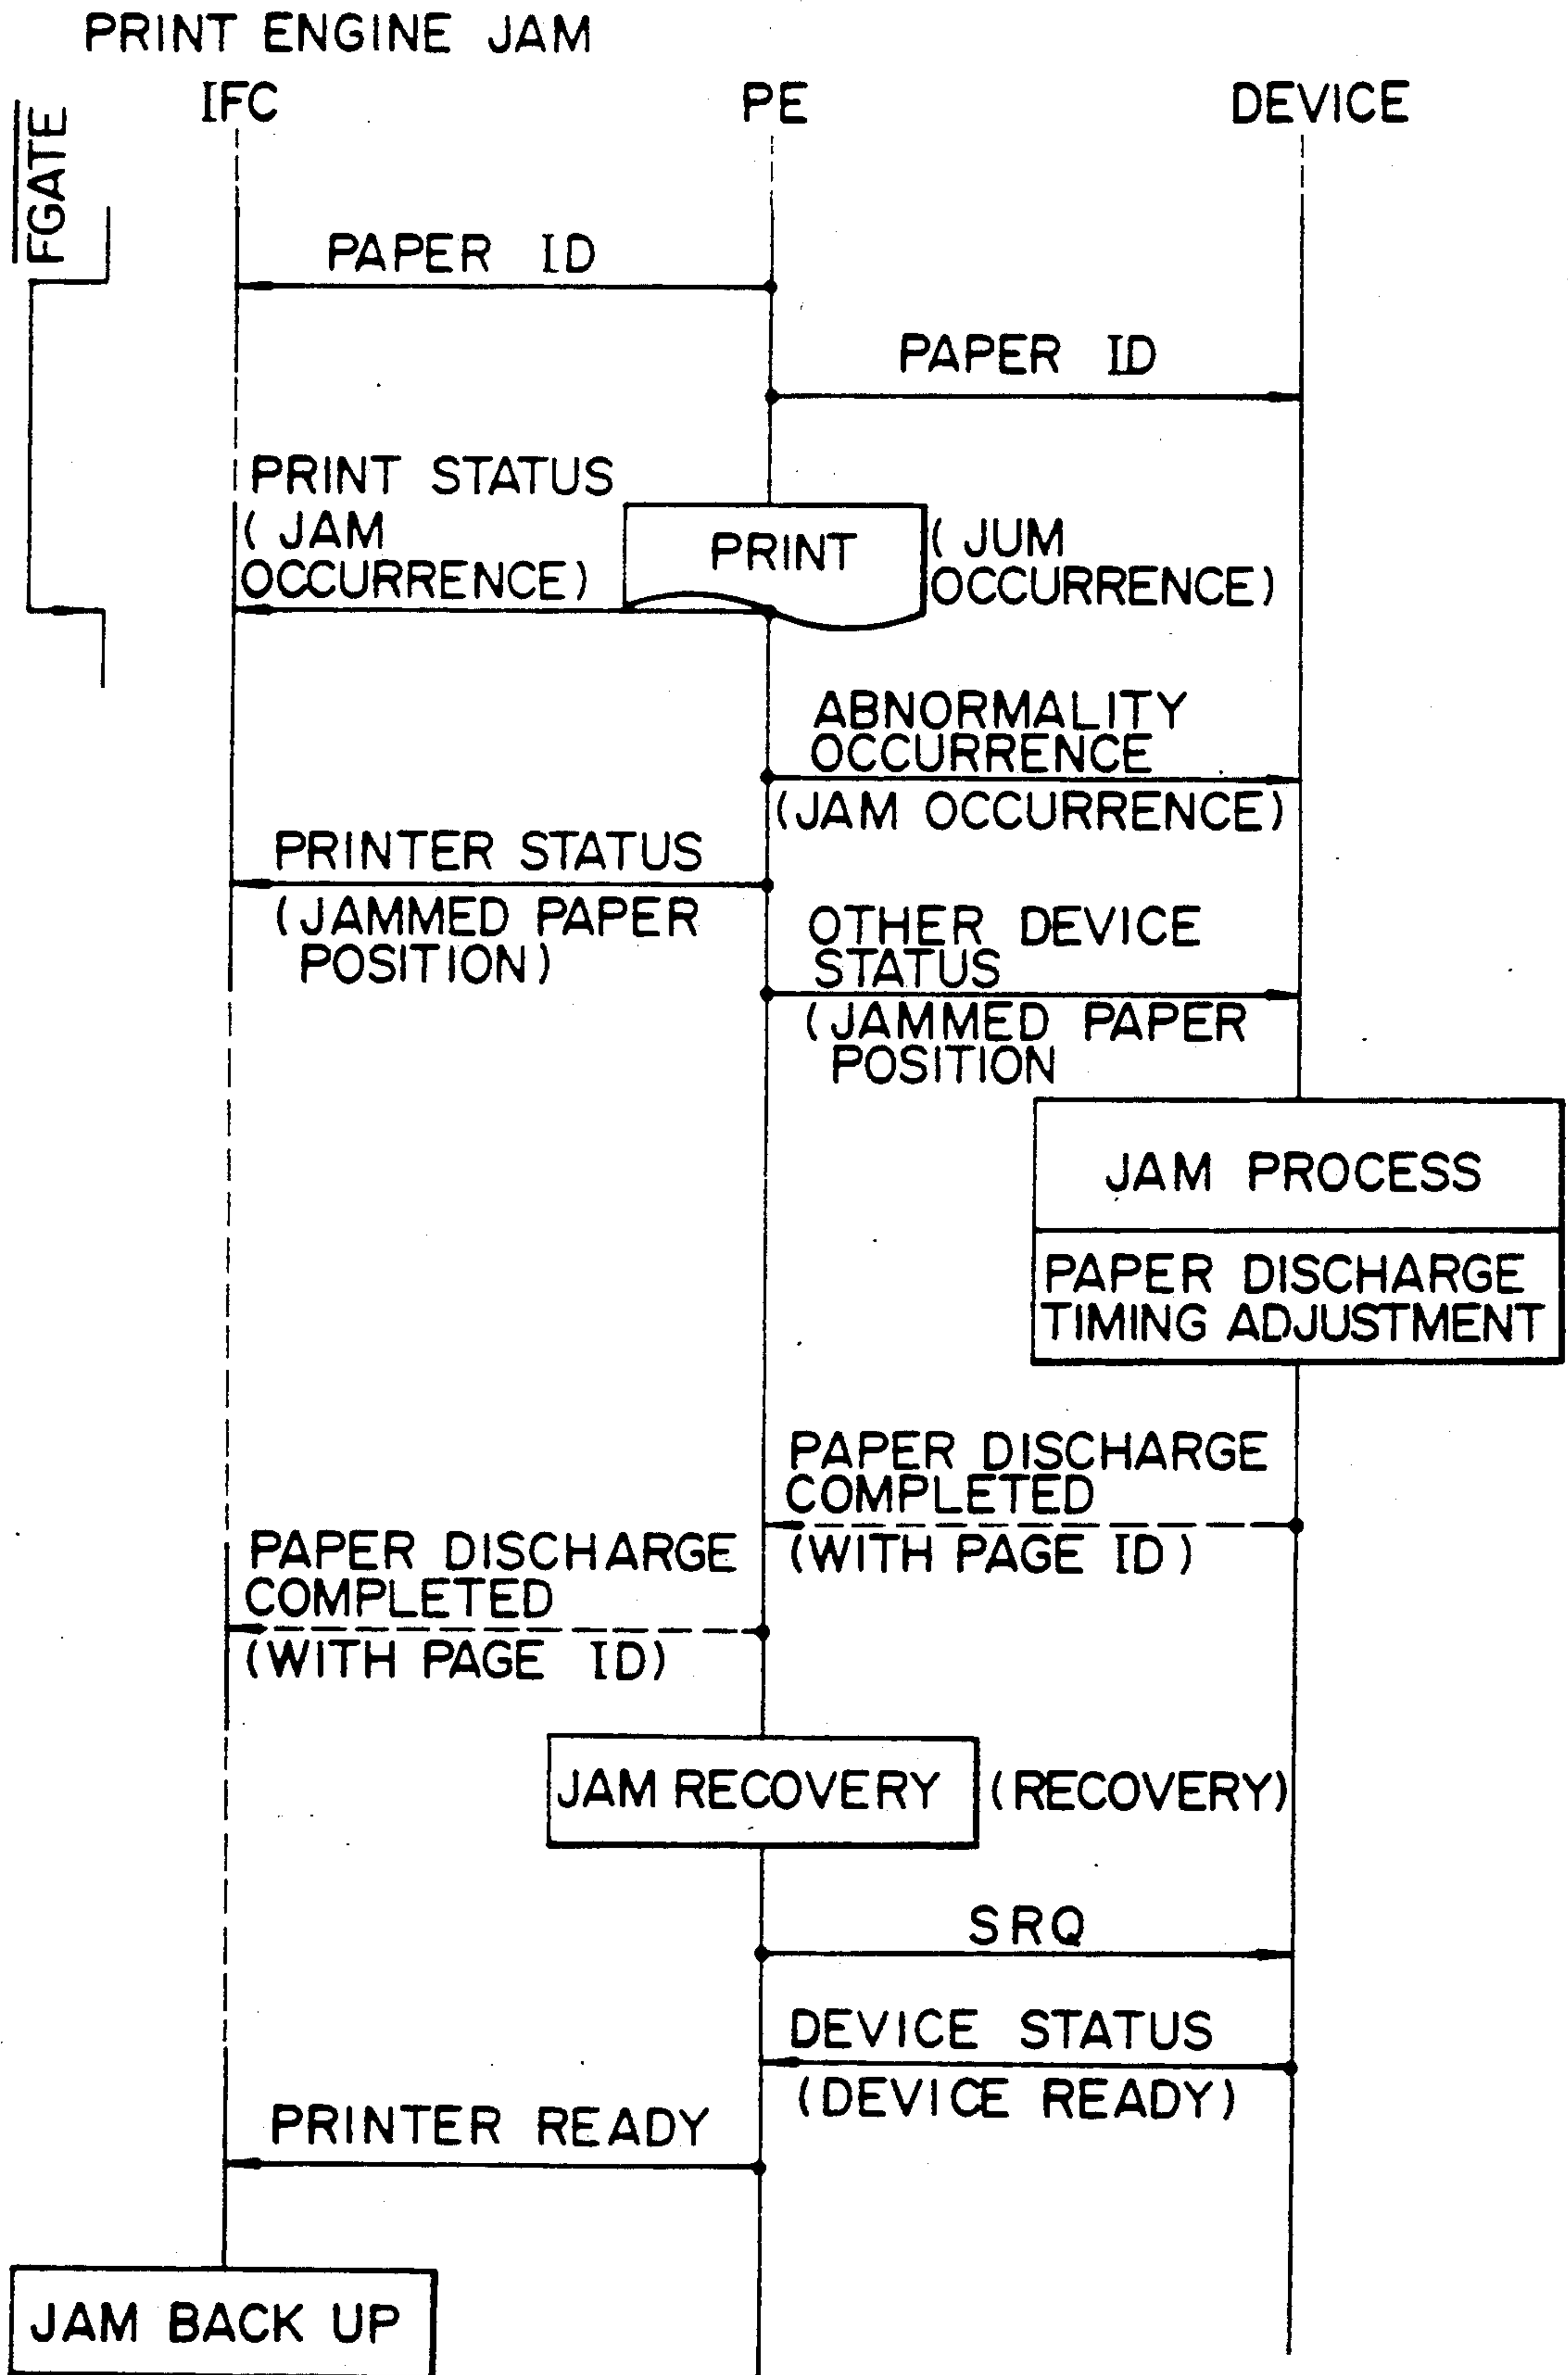 PRINT ENGINE JAM
IFC
PE
DEVICE
FGATE
PAPER ID
PAPER ID
PRINT STATUS
( JAM
OCCURRENCE)
PRINT
( JUM
OCCURRENCE)
ABNORMALITY
OCCURRENCE
(JAM OCCURRENCE)
PRINTER STATUS
(JAMMED PAPER
POSITION)
OTHER DEVICE
STATUS
(JAMMED PAPER
POSITION
JAM PROCESS
PAPER DISCHARGE
TIMING ADJUSTMENT
PAPER DISCHARGE
COMPLETED
(WITH PAGE ID)
PAPER DISCHARGE
COMPLETED
(WITH PAGE ID)
JAM RECOVERY
(RECOVERY)
SRQ
DEVICE STATUS
(DEVICE READY)
PRINTER READY
JAM BACK UP